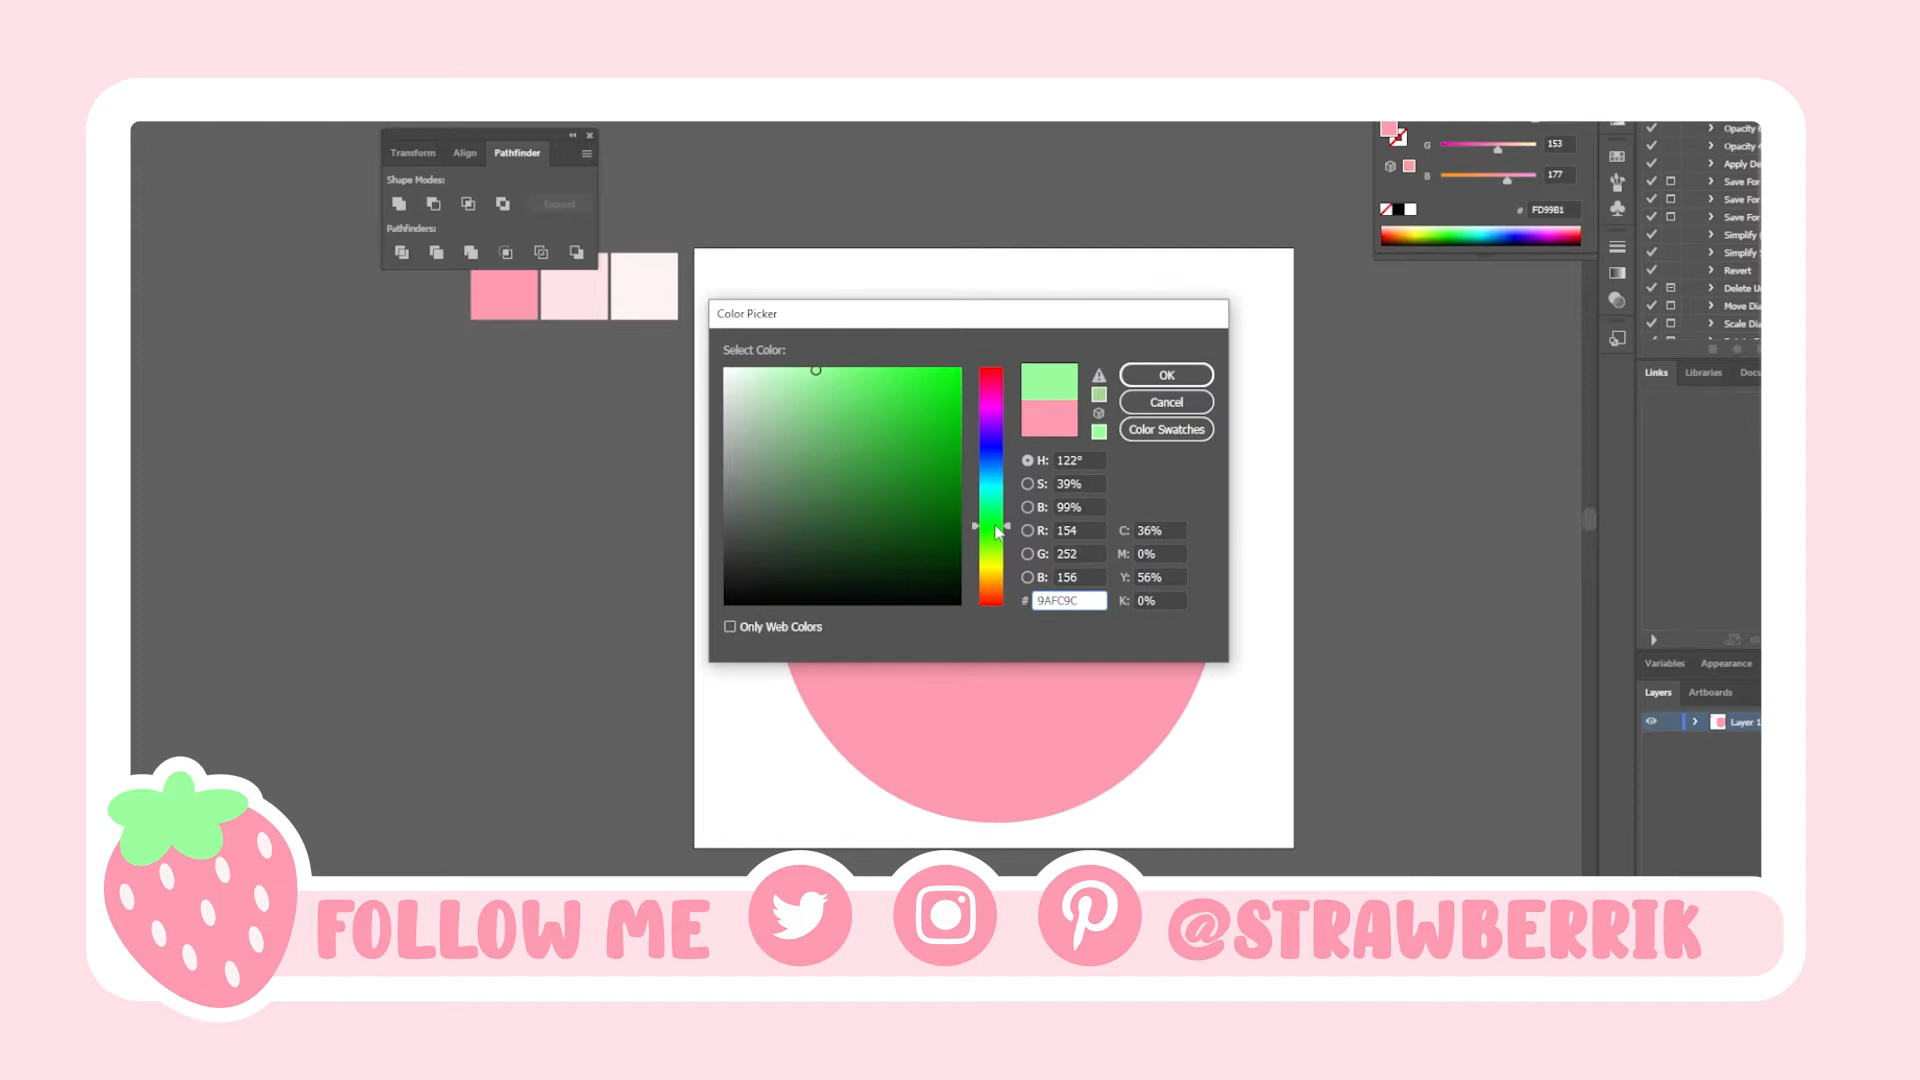 Transform Align Pathfinder
Shape Modes:
Expand
Pathfinders:
G 153
B 177
# FD99B1
Opacity
Opacity
Apply De
Save For
Save For
Save For
Simplify
Simplify
Revert
Delete Un
Move Dia
Scale Dia
Links Libraries Docu
Color Picker
Select Color:
OK
Cancel
Color Swatches
H: 122°
S: 39%
B: 99%
R: 154 C: 36%
G: 252 M: 0%
B: 156 Y: 56%
# 9AFC9C K: 0%
Only Web Colors
Variables Appearance
Layers Artboards
Layer 1
FOLLOW ME @STRAWBERRIK